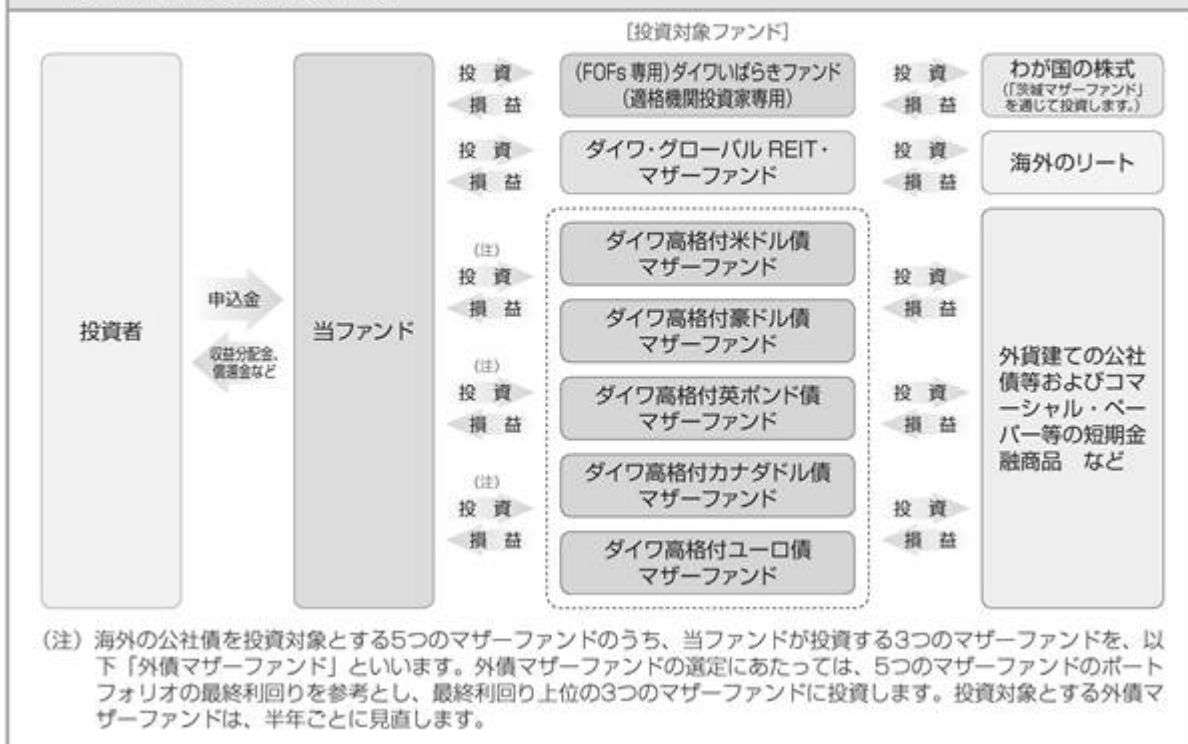 [投資対象ファンド]
投資者
申込金
収益分配金、
償還金など
当ファンド
投 資
損 益
(FOFs 専用)ダイワいばらきファンド
(適格機関投資家専用)
投 資
損 益
わが国の株式
(「茨城マザーファンド」
を通じて投資します。)
投 資
損 益
ダイワ・グローバル REIT・
マザーファンド
投 資
損 益
海外のリート
(注)
投 資
損 益
(注)
投 資
損 益
(注)
投 資
損 益
ダイワ高格付米ドル債
マザーファンド
ダイワ高格付豪ドル債
マザーファンド
ダイワ高格付英ポンド債
マザーファンド
ダイワ高格付カナダドル債
マザーファンド
ダイワ高格付ユーロ債
マザーファンド
投 資
損 益
投 資
損 益
投 資
損 益
外貨建ての公社
債等およびコマ
ーシャル・ペー
パー等の短期金
融商品 など
(注) 海外の公社債を投資対象とする5つのマザーファンドのうち、当ファンドが投資する3つのマザーファンドを、以
下「外債マザーファンド」といいます。外債マザーファンドの選定にあたっては、5つのマザーファンドのポート
フォリオの最終利回りを参考とし、最終利回り上位の3つのマザーファンドに投資します。投資対象とする外債マ
ザーファンドは、半年ごとに見直します。